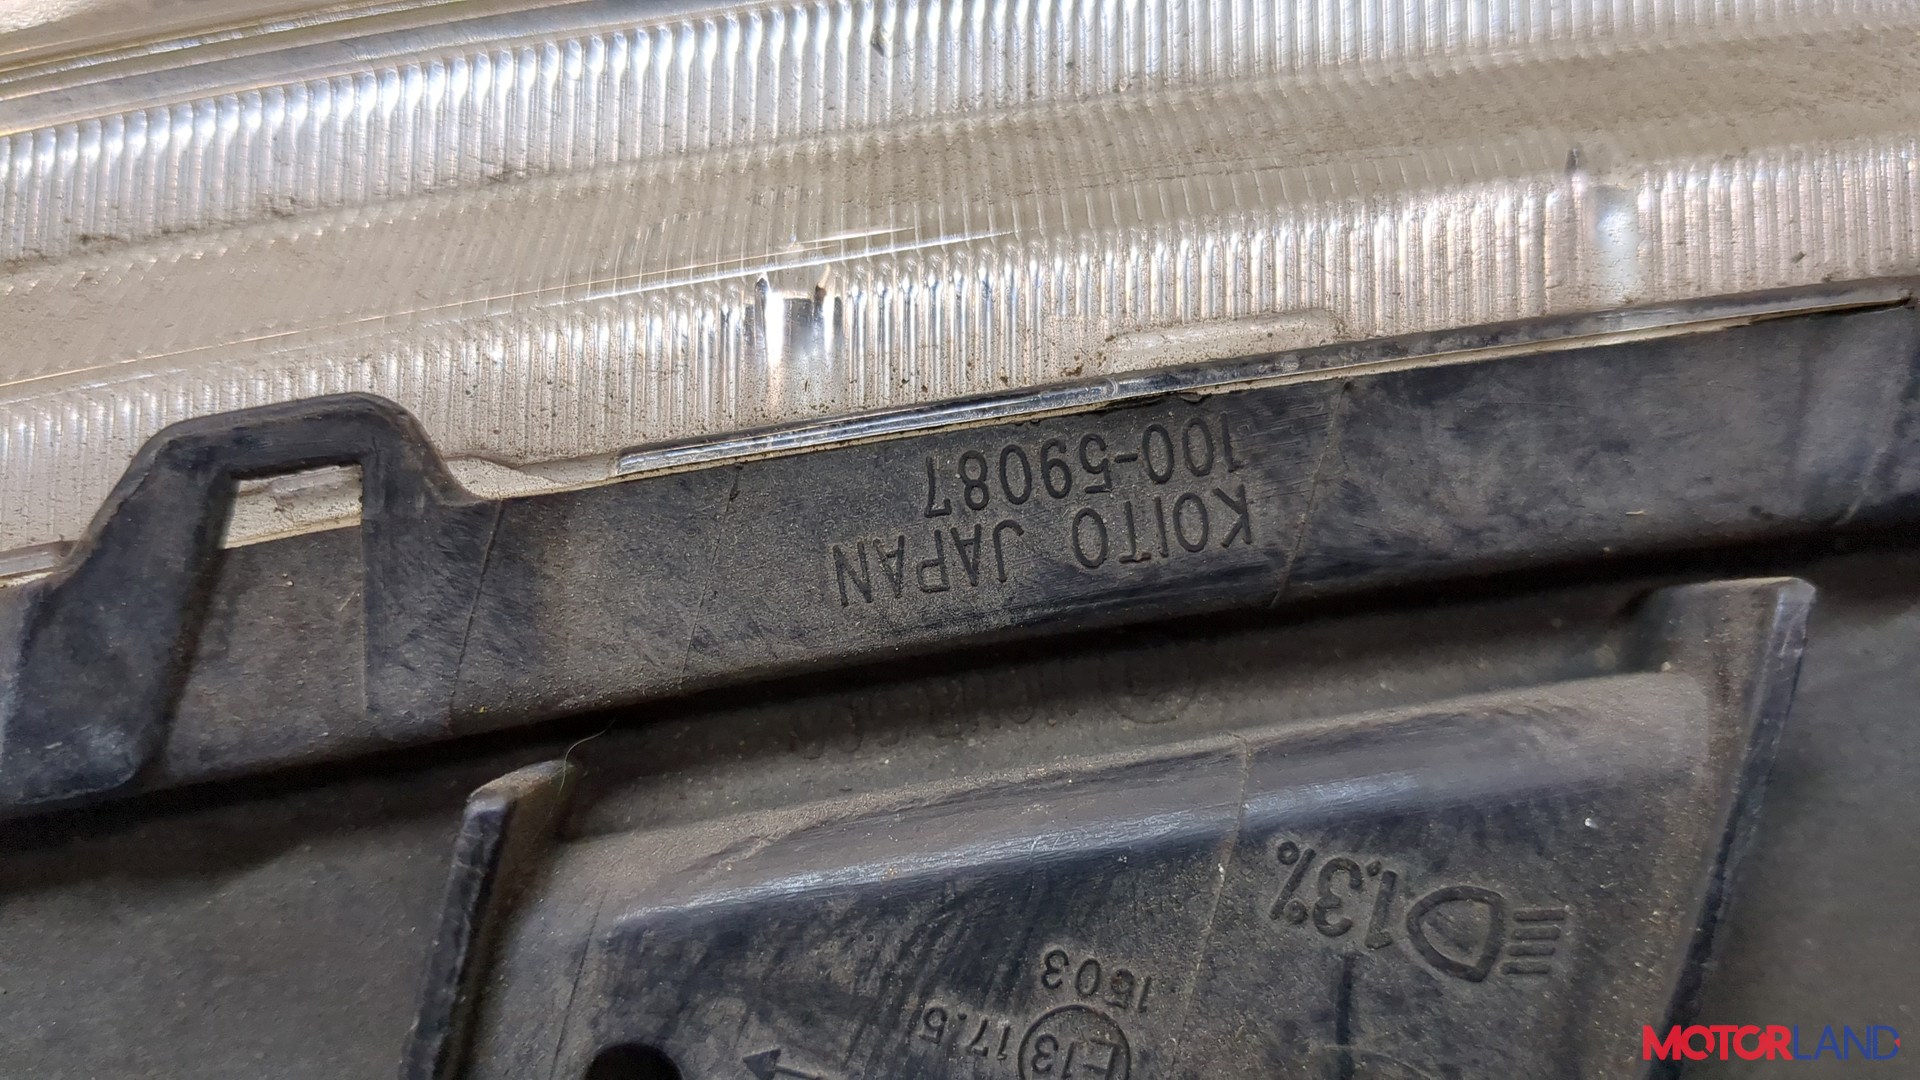 KOITO JAPAN
100-59087
1.3%
1503
E13 17.5
MOTORLAND